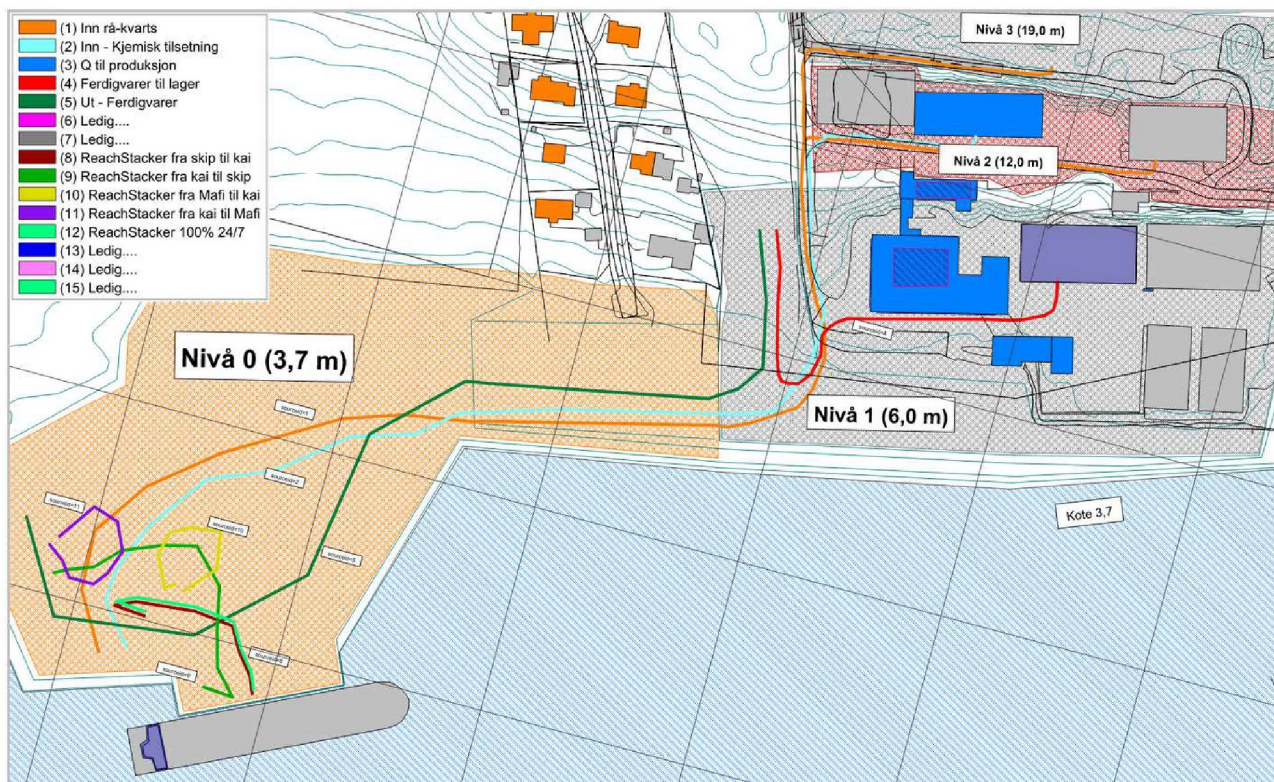 (1) Inn rå-kvarts
(2) Inn - Kjemisk tilsetning
(3) Q til produksjon
(4) Ferdigvarer til lager
(5) Ut - Ferdigvarer
(6) Ledig....
(7) Ledig....
(8) ReachStacker fra skip til kai
(9) ReachStacker fra kai til skip
(10) ReachStacker fra Mafi til kai
(11) ReachStacker fra kai til Mafi
(12) ReachStacker 100% 24/7
(13) Ledig....
(14) Ledig....
(15) Ledig....
Nivå 3 (19,0 m)
Nivå 2 (12,0 m)
Nivå 0 (3,7 m)
Nivå 1 (6,0 m)
Kote 3,7